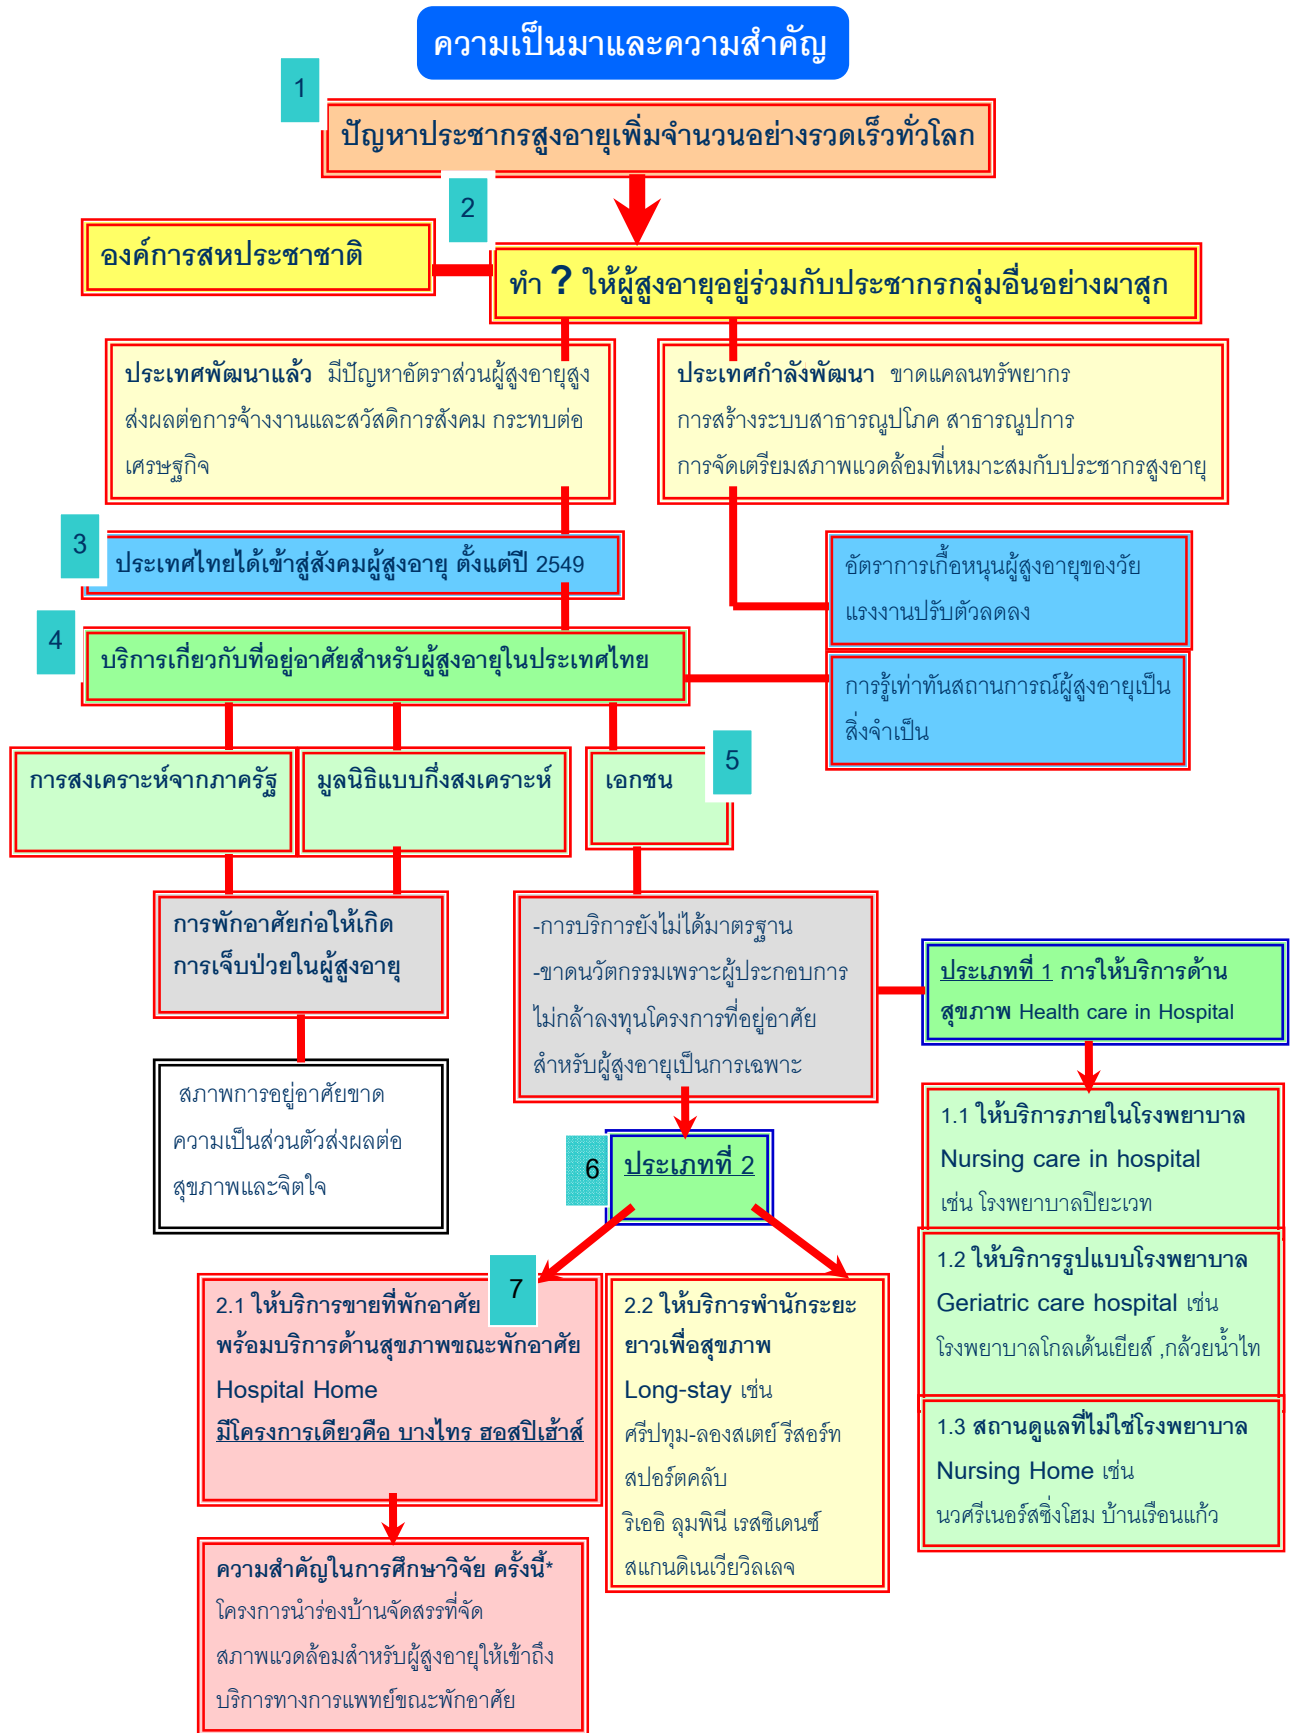 ความเป็นมาและความสำคัญ
1
ปัญหาประชากรสูงอายุเพิ่มจำนวนอย่างรวดเร็วทั่วโลก
2
องค์การสหประชาชาติ
ทำ ? ให้ผู้สูงอายุอยู่ร่วมกับประชากรกลุ่มอื่นอย่างผาสุก
ประเทศพัฒนาแล้ว มีปัญหาอัตราส่วนผู้สูงอายุสูง
ส่งผลต่อการจ้างงานและสวัสดิการสังคม กระทบต่อ
เศรษฐกิจ
ประเทศกำลังพัฒนา ขาดแคลนทรัพยากร
การสร้างระบบสาธารณูปโภค สาธารณูปการ
การจัดเตรียมสภาพแวดล้อมที่เหมาะสมกับประชากรสูงอายุ
3
ประเทศไทยได้เข้าสู่สังคมผู้สูงอายุ ตั้งแต่ปี 2549
อัตราการเกื้อหนุนผู้สูงอายุของวัย
แรงงานปรับตัวลดลง
4
บริการเกี่ยวกับที่อยู่อาศัยสำหรับผู้สูงอายุในประเทศไทย
การรู้เท่าทันสถานการณ์ผู้สูงอายุเป็น
สิ่งจำเป็น
การสงเคราะห์จากภาครัฐ
มูลนิธิแบบกึ่งสงเคราะห์
เอกชน
5
การพักอาศัยก่อให้เกิด
การเจ็บป่วยในผู้สูงอายุ
-การบริการยังไม่ได้มาตรฐาน
-ขาดนวัตกรรมเพราะผู้ประกอบการ
ไม่กล้าลงทุนโครงการที่อยู่อาศัย
สำหรับผู้สูงอายุเป็นการเฉพาะ
ประเภทที่ 1 การให้บริการด้าน
สุขภาพ Health care in Hospital
สภาพการอยู่อาศัยขาด
ความเป็นส่วนตัวส่งผลต่อ
สุขภาพและจิตใจ
1.1 ให้บริการภายในโรงพยาบาล
Nursing care in hospital
เช่น โรงพยาบาลปิยะเวท
6
ประเภทที่ 2
1.2 ให้บริการรูปแบบโรงพยาบาล
Geriatric care hospital เช่น
โรงพยาบาลโกลเด้นเยียส์ ,กล้วยน้ำไท
7
2.1 ให้บริการขายที่พักอาศัย
พร้อมบริการด้านสุขภาพขณะพักอาศัย
Hospital Home
มีโครงการเดียวคือ บางไทร ฮอสปิเฮ้าส์
2.2 ให้บริการพำนักระยะ
ยาวเพื่อสุขภาพ
Long-stay เช่น
ศรีปทุม-ลองสเตย์ รีสอร์ท
สปอร์ตคลับ
ริเออิ ลุมพินี เรสซิเดนซ์
สแกนดิเนเวียวิลเลจ
1.3 สถานดูแลที่ไม่ใช่โรงพยาบาล
Nursing Home เช่น
นวศรีเนอร์สซิ่งโฮม บ้านเรือนแก้ว
ความสำคัญในการศึกษาวิจัย ครั้งนี้*
โครงการนำร่องบ้านจัดสรรที่จัด
สภาพแวดล้อมสำหรับผู้สูงอายุให้เข้าถึง
บริการทางการแพทย์ขณะพักอาศัย